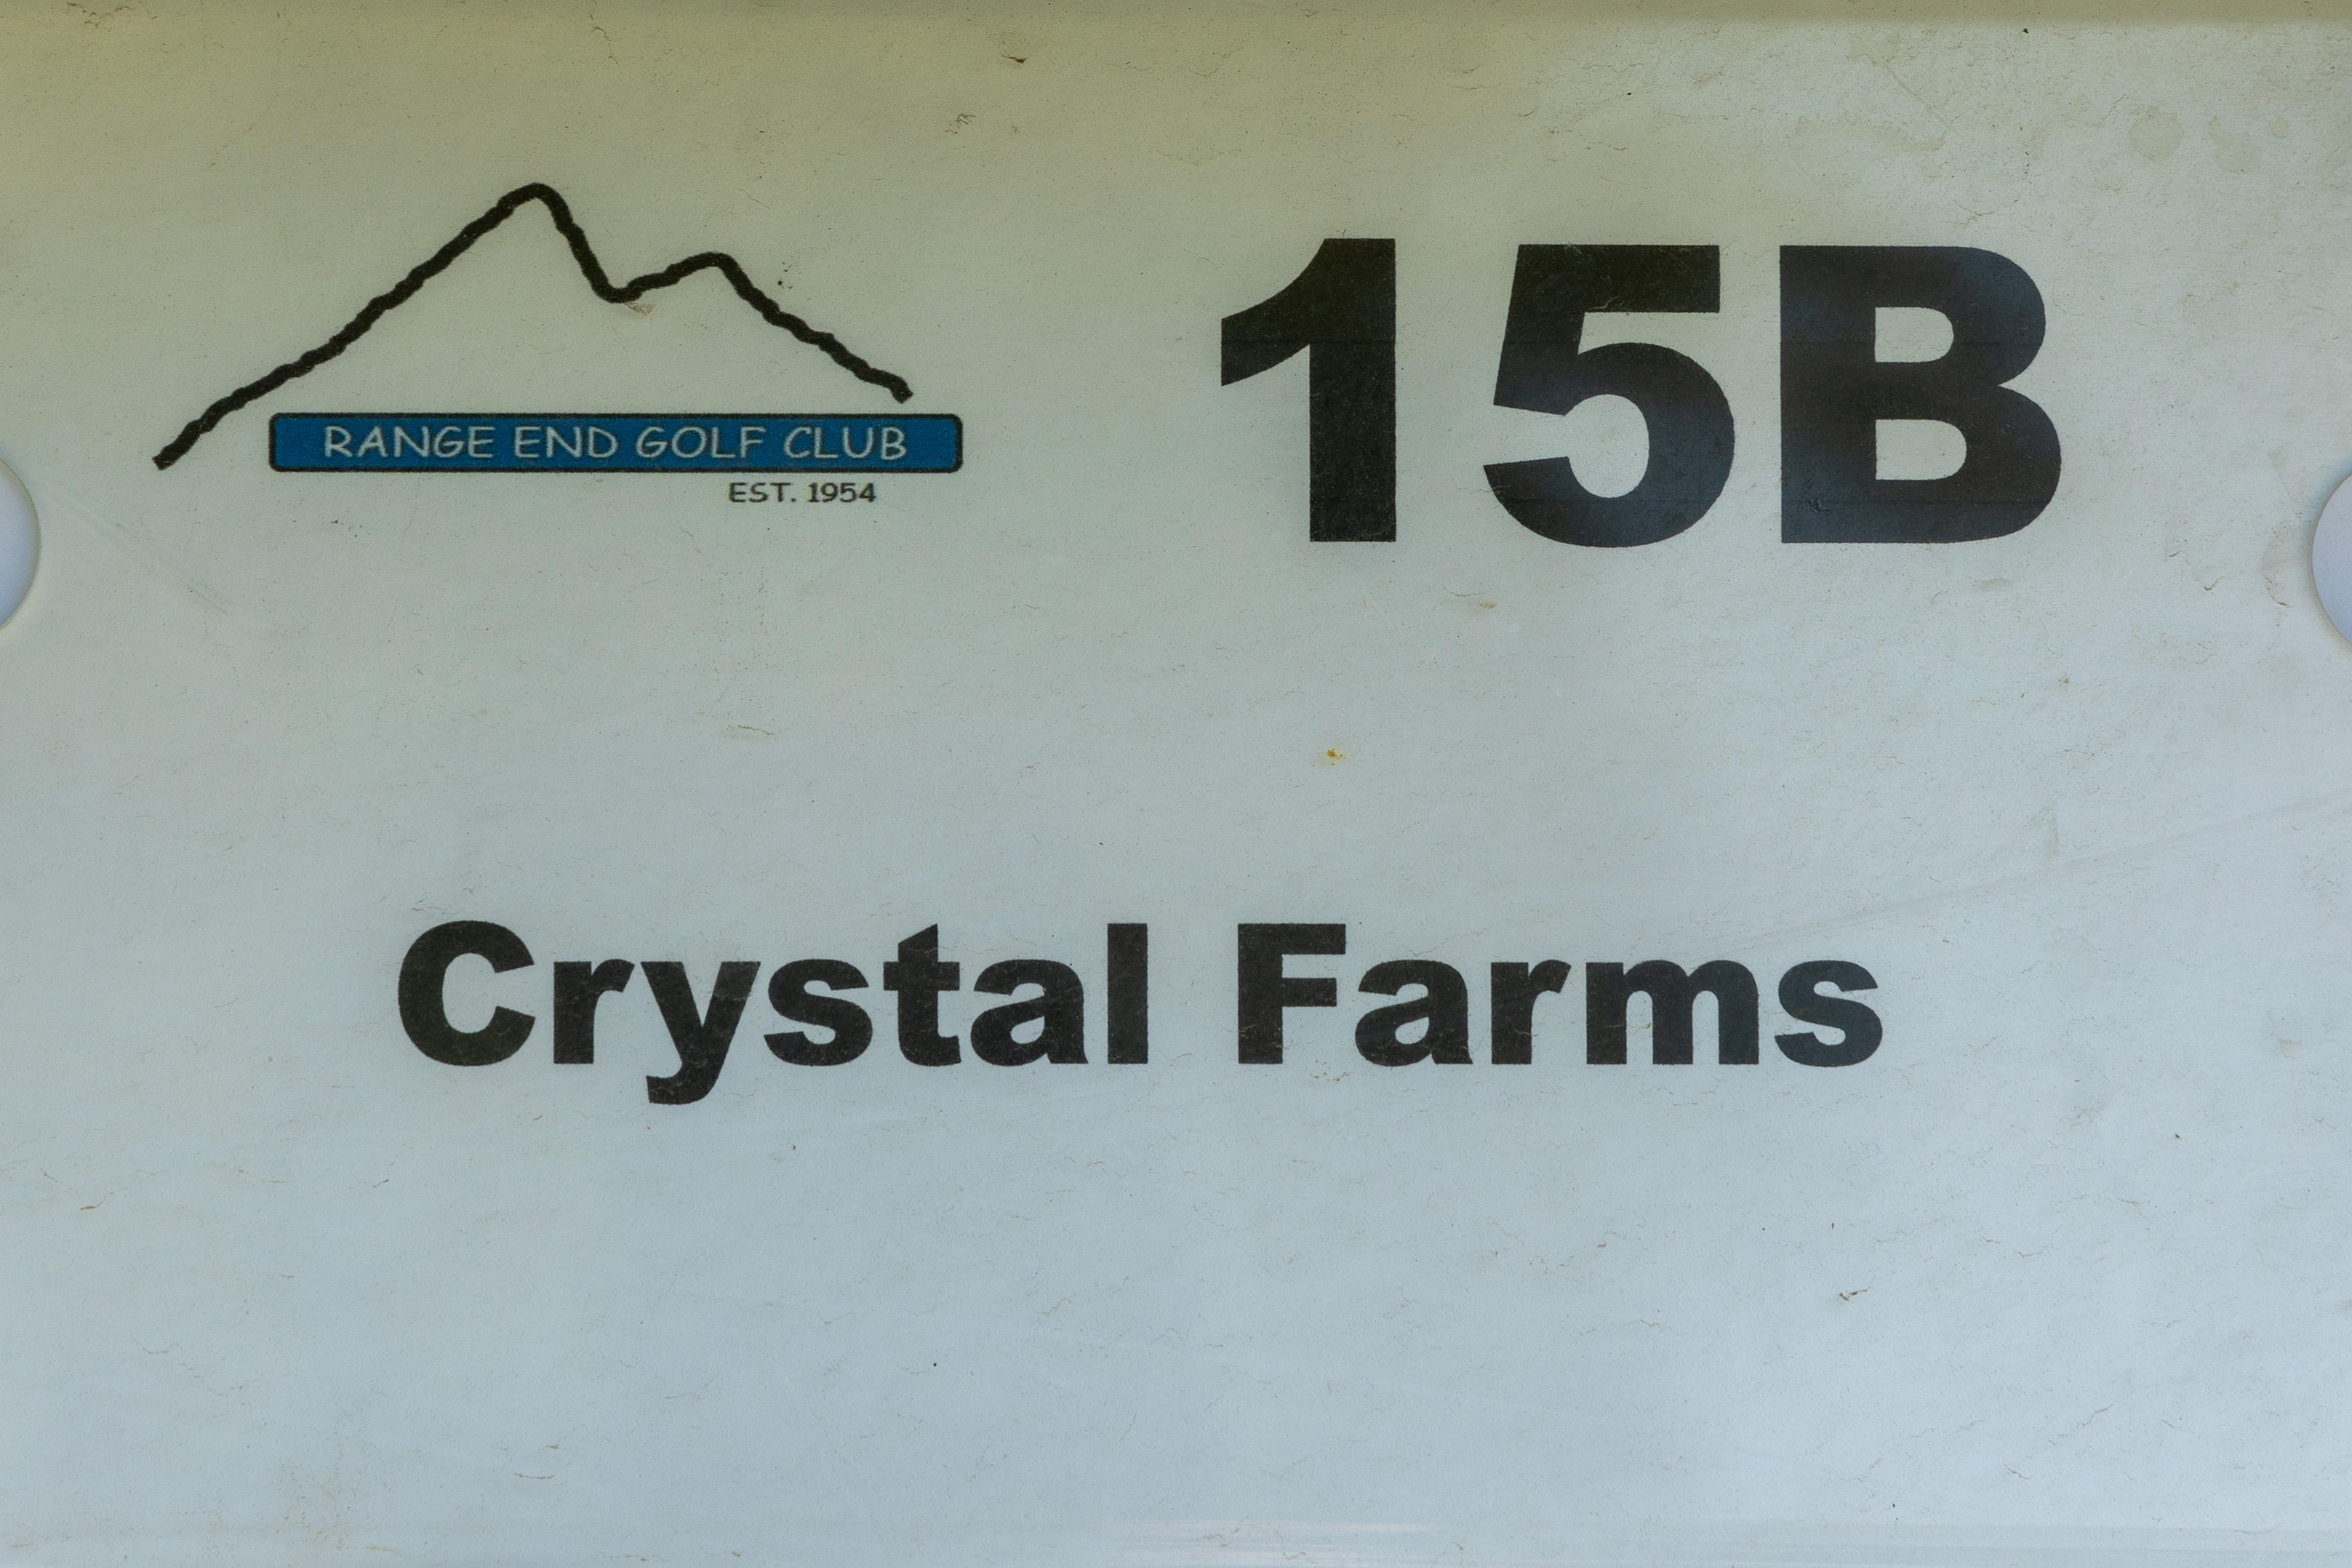 RANGE END GOLF CLUB
EST. 1954
15B
Crystal Farms